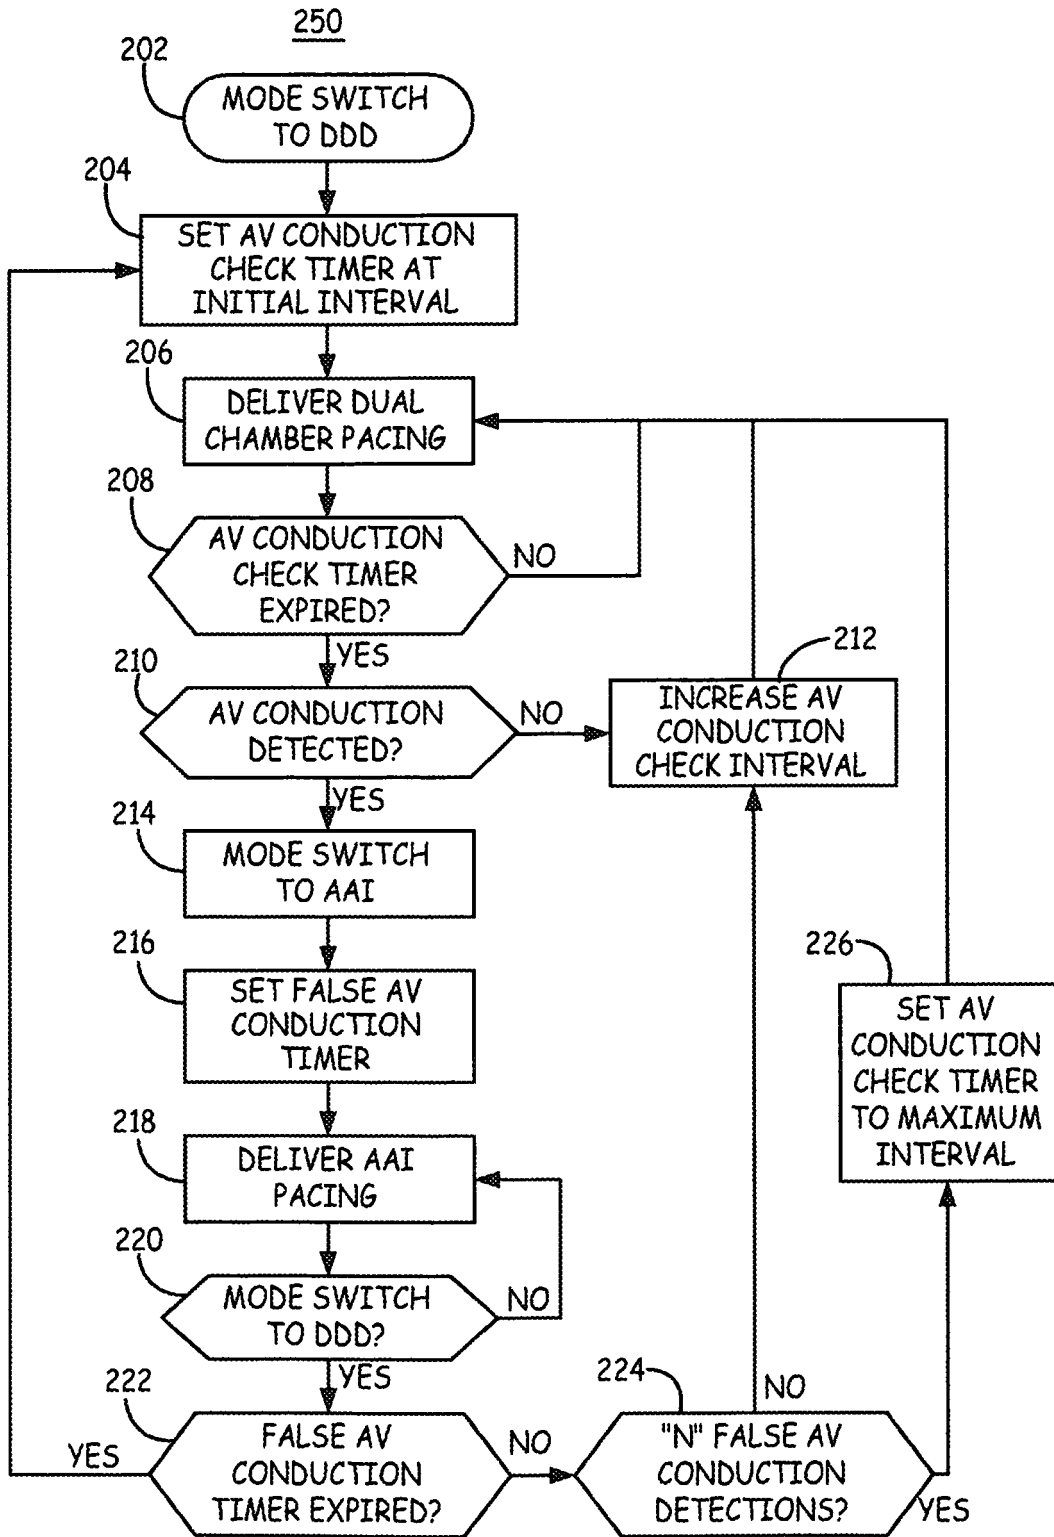 250
202
MODE SWITCH
TO DDD
204
SET AV CONDUCTION
CHECK TIMER AT
INITIAL INTERVAL
206
DELIVER DUAL
CHAMBER PACING
208
AV CONDUCTION
CHECK TIMER
EXPIRED?
NO
YES
210
AV CONDUCTION
DETECTED?
NO
YES
212
INCREASE AV
CONDUCTION
CHECK INTERVAL
214
MODE SWITCH
TO AAI
216
SET FALSE AV
CONDUCTION
TIMER
218
DELIVER AAI
PACING
220
MODE SWITCH
TO DDD?
NO
YES
222
FALSE AV
CONDUCTION
TIMER EXPIRED?
YES
NO
224
"N" FALSE AV
CONDUCTION
DETECTIONS?
NO
YES
226
SET AV
CONDUCTION
CHECK TIMER
TO MAXIMUM
INTERVAL